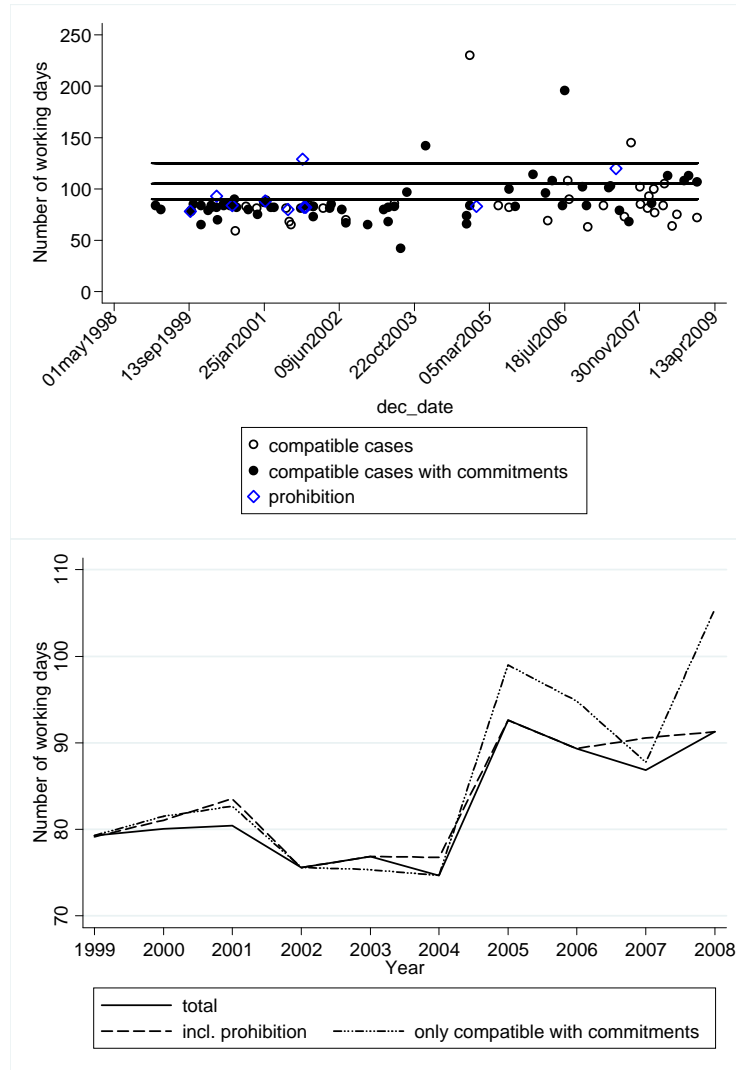 250
200
150
100
50
0
Number of working days
01may1998
13sep1999
25jan2001
09jun2002
22oct2003
05mar2005
18jul2006
30nov2007
13apr2009
dec_date
compatible cases
compatible cases with commitments
prohibition
110
100
90
80
70
Number of working days
1999 2000 2001 2002 2003 2004 2005 2006 2007 2008
Year
total
incl. prohibition only compatible with commitments